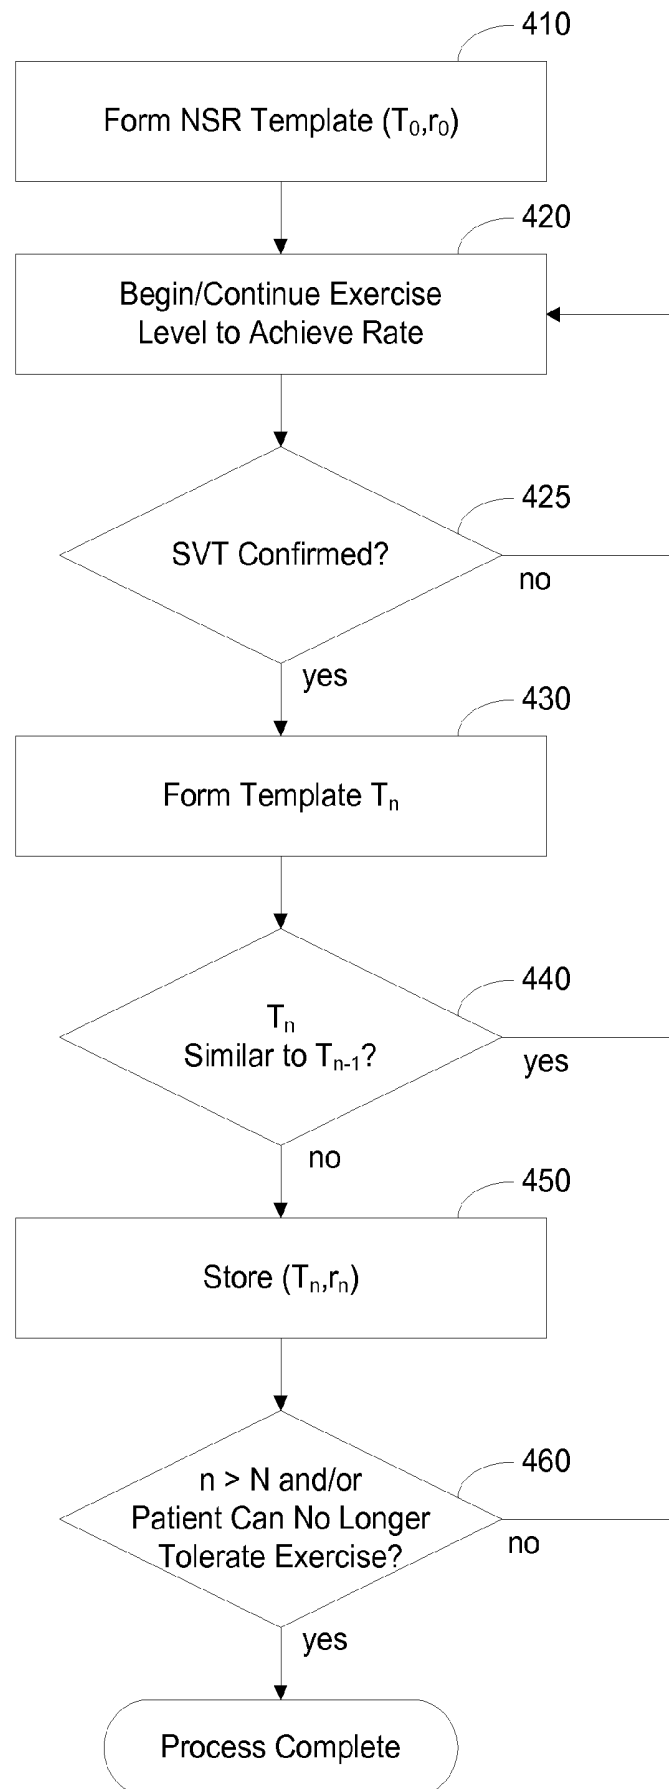 410
Form NSR Template (T₀,r₀)
420
Begin/Continue Exercise
Level to Achieve Rate
425
SVT Confirmed?
no
yes
430
Form Template Tₙ
440
Tₙ
Similar to Tₙ₋₁?
yes
no
450
Store (Tₙ,rₙ)
460
n > N and/or
Patient Can No Longer
Tolerate Exercise?
no
yes
Process Complete